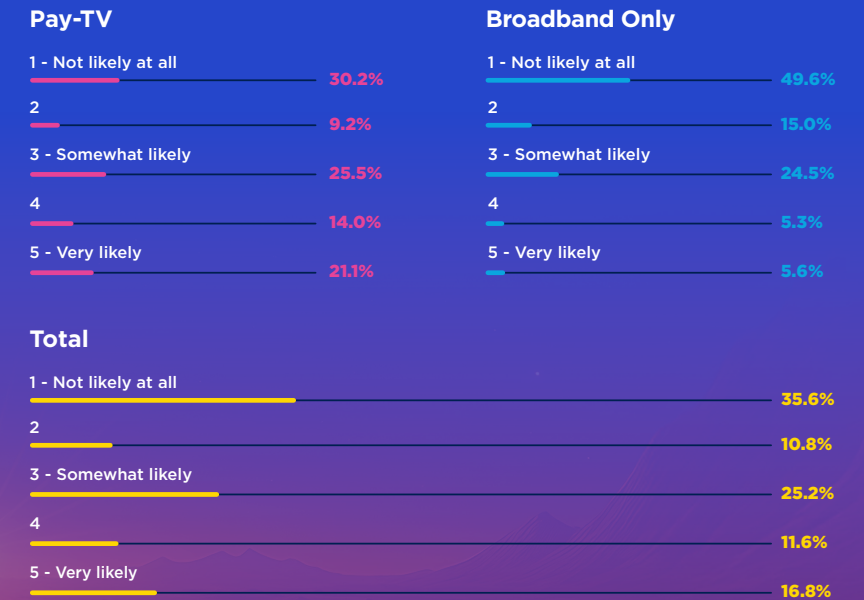 Pay-TV
1 - Not likely at all
30.2%
2
9.2%
3 - Somewhat likely
25.5%
4
14.0%
5 - Very likely
21.1%
Broadband Only
1 - Not likely at all
49.6%
2
15.0%
3 - Somewhat likely
24.5%
4
5.3%
5 - Very likely
5.6%
Total
1 - Not likely at all
35.6%
2
10.8%
3 - Somewhat likely
25.2%
4
11.6%
5 - Very likely
16.8%